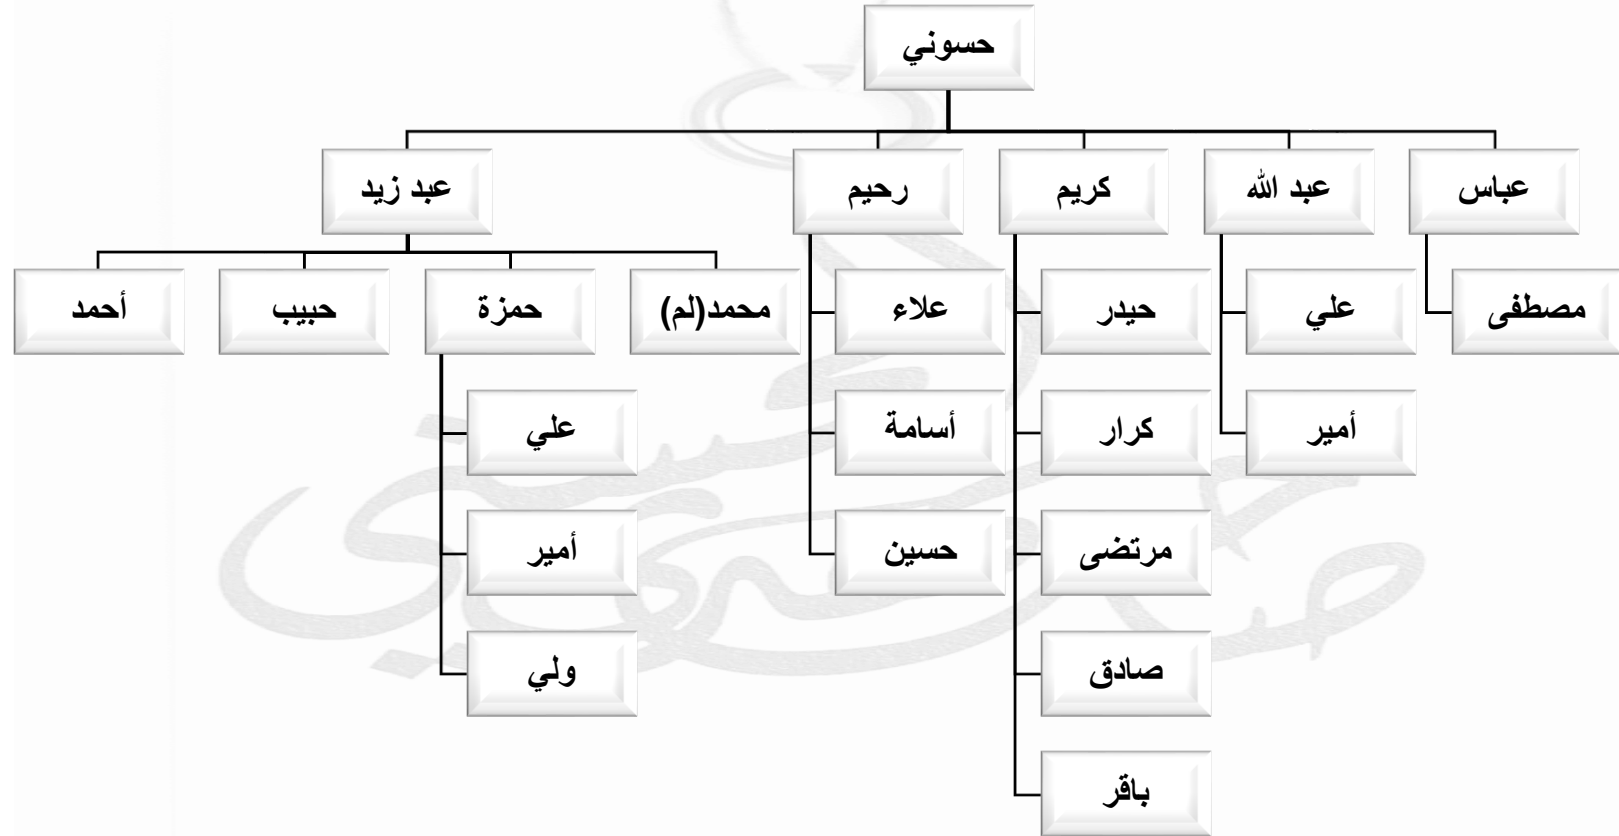 حسوني
عباس
عبد الله
كريم
رحيم
عبد زيد
مصطفى
علي
حيدر
علاء
محمد(لم)
حمزة
حبيب
أحمد
أمير
كرار
أسامة
علي
مرتضى
حسين
أمير
صادق
ولي
باقر